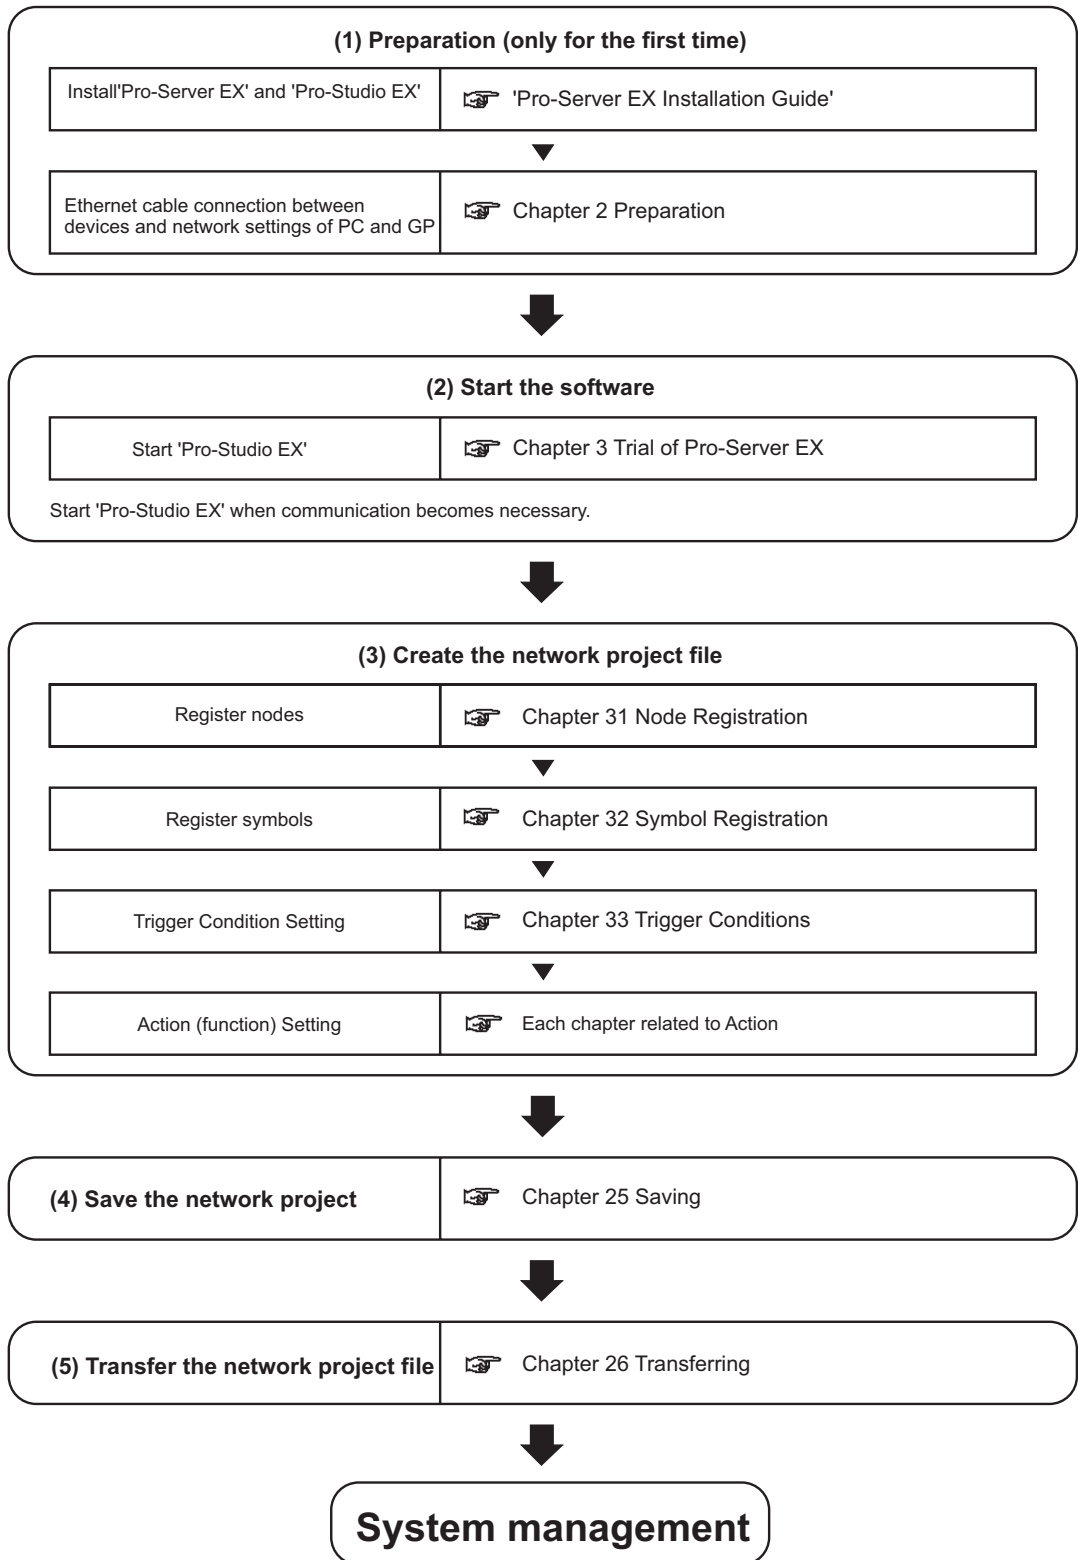 (1) Preparation (only for the first time)
Install'Pro-Server EX' and 'Pro-Studio EX'
'Pro-Server EX Installation Guide'
Ethernet cable connection between
devices and network settings of PC and GP
Chapter 2 Preparation
(2) Start the software
Start 'Pro-Studio EX'
Chapter 3 Trial of Pro-Server EX
Start 'Pro-Studio EX' when communication becomes necessary.
(3) Create the network project file
Register nodes
Chapter 31 Node Registration
Register symbols
Chapter 32 Symbol Registration
Trigger Condition Setting
Chapter 33 Trigger Conditions
Action (function) Setting
Each chapter related to Action
(4) Save the network project
Chapter 25 Saving
(5) Transfer the network project file
Chapter 26 Transferring
System management